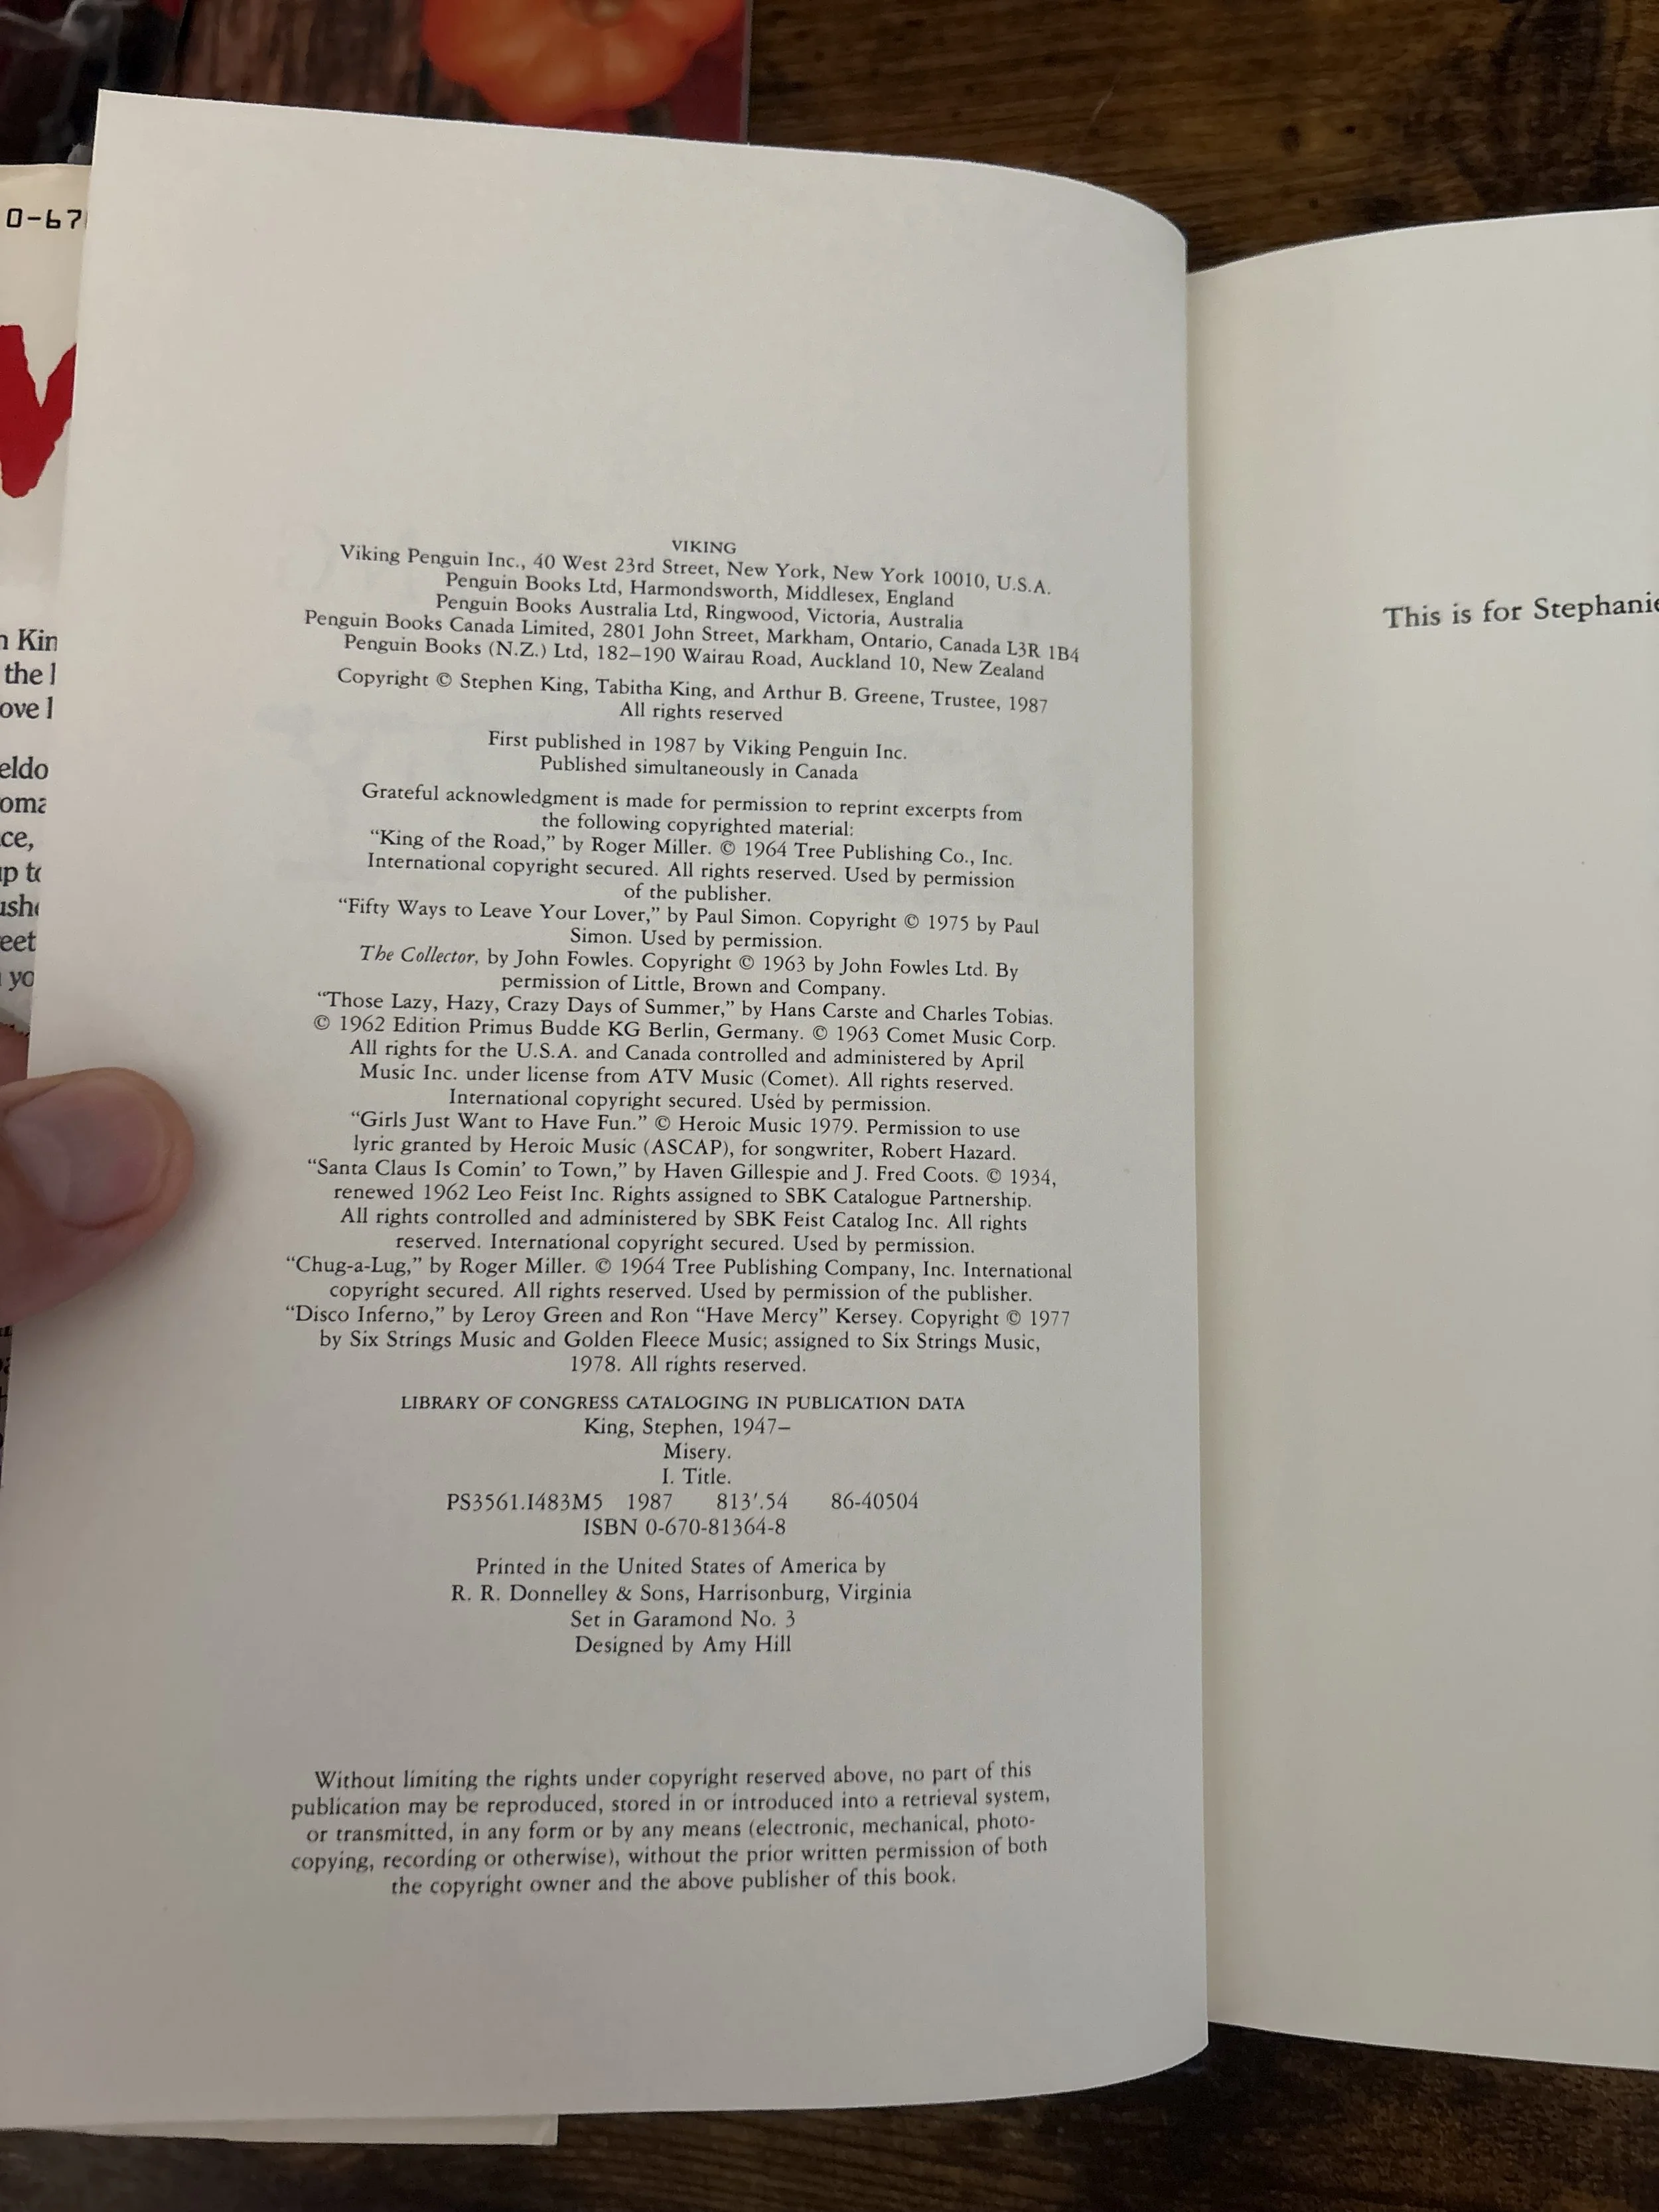 0-67
n Kin
the l
ove l
eldo
oma
ce,
up to
ushe
eet
yo
VIKING
Viking Penguin Inc., 40 West 23rd Street, New York, New York 10010, U.S.A.
Penguin Books Ltd, Harmondsworth, Middlesex, England
Penguin Books Australia Ltd, Ringwood, Victoria, Australia
Penguin Books Canada Limited, 2801 John Street, Markham, Ontario, Canada L3R 1B4
Penguin Books (N.Z.) Ltd, 182–190 Wairau Road, Auckland 10, New Zealand
Copyright © Stephen King, Tabitha King, and Arthur B. Greene, Trustee, 1987
All rights reserved
First published in 1987 by Viking Penguin Inc.
Published simultaneously in Canada
Grateful acknowledgment is made for permission to reprint excerpts from
the following copyrighted material:
“King of the Road,” by Roger Miller. © 1964 Tree Publishing Co., Inc.
International copyright secured. All rights reserved. Used by permission
of the publisher.
“Fifty Ways to Leave Your Lover,” by Paul Simon. Copyright © 1975 by Paul
Simon. Used by permission.
The Collector, by John Fowles. Copyright © 1963 by John Fowles Ltd. By
permission of Little, Brown and Company.
“Those Lazy, Hazy, Crazy Days of Summer,” by Hans Carste and Charles Tobias.
© 1962 Edition Primus Budde KG Berlin, Germany. © 1963 Comet Music Corp.
All rights for the U.S.A. and Canada controlled and administered by April
Music Inc. under license from ATV Music (Comet). All rights reserved.
International copyright secured. Used by permission.
“Girls Just Want to Have Fun.” © Heroic Music 1979. Permission to use
lyric granted by Heroic Music (ASCAP), for songwriter, Robert Hazard.
“Santa Claus Is Comin’ to Town,” by Haven Gillespie and J. Fred Coots. © 1934,
renewed 1962 Leo Feist Inc. Rights assigned to SBK Catalogue Partnership.
All rights controlled and administered by SBK Feist Catalog Inc. All rights
reserved. International copyright secured. Used by permission.
“Chug-a-Lug,” by Roger Miller. © 1964 Tree Publishing Company, Inc. International
copyright secured. All rights reserved. Used by permission of the publisher.
“Disco Inferno,” by Leroy Green and Ron “Have Mercy” Kersey. Copyright © 1977
by Six Strings Music and Golden Fleece Music; assigned to Six Strings Music,
1978. All rights reserved.
LIBRARY OF CONGRESS CATALOGING IN PUBLICATION DATA
King, Stephen, 1947–
Misery.
I. Title.
PS3561.I483M5 1987 813′.54 86-40504
ISBN 0-670-81364-8
Printed in the United States of America by
R. R. Donnelley & Sons, Harrisonburg, Virginia
Set in Garamond No. 3
Designed by Amy Hill
Without limiting the rights under copyright reserved above, no part of this
publication may be reproduced, stored in or introduced into a retrieval system,
or transmitted, in any form or by any means (electronic, mechanical, photo-
copying, recording or otherwise), without the prior written permission of both
the copyright owner and the above publisher of this book.
This is for Stephanie